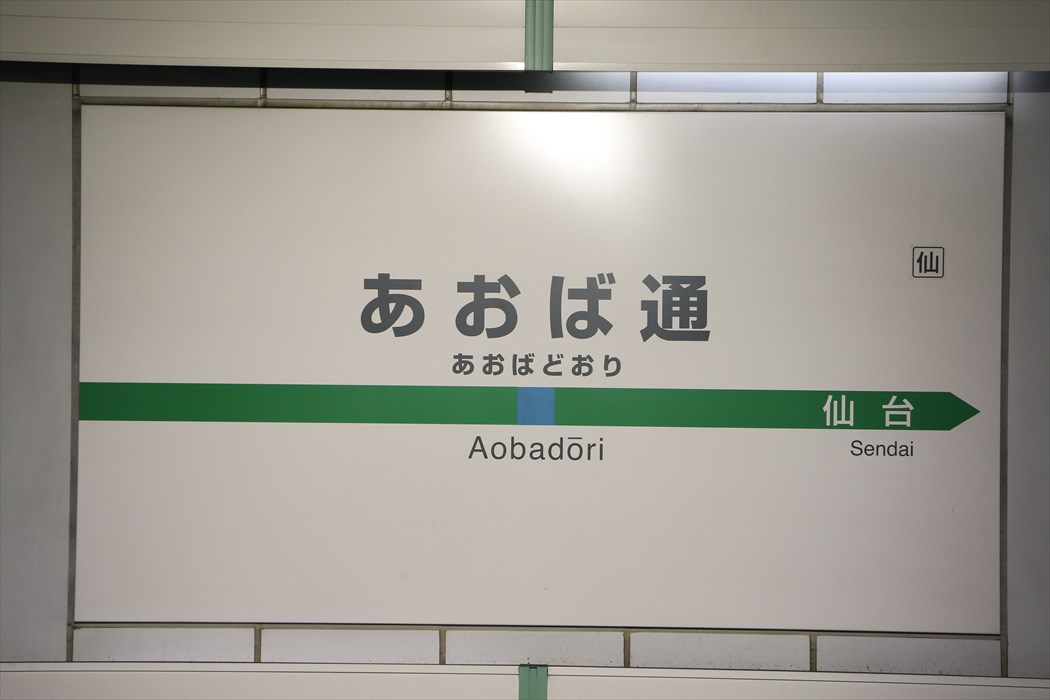 仙
あおば通
あおばどおり
仙台
Aobadōri
Sendai